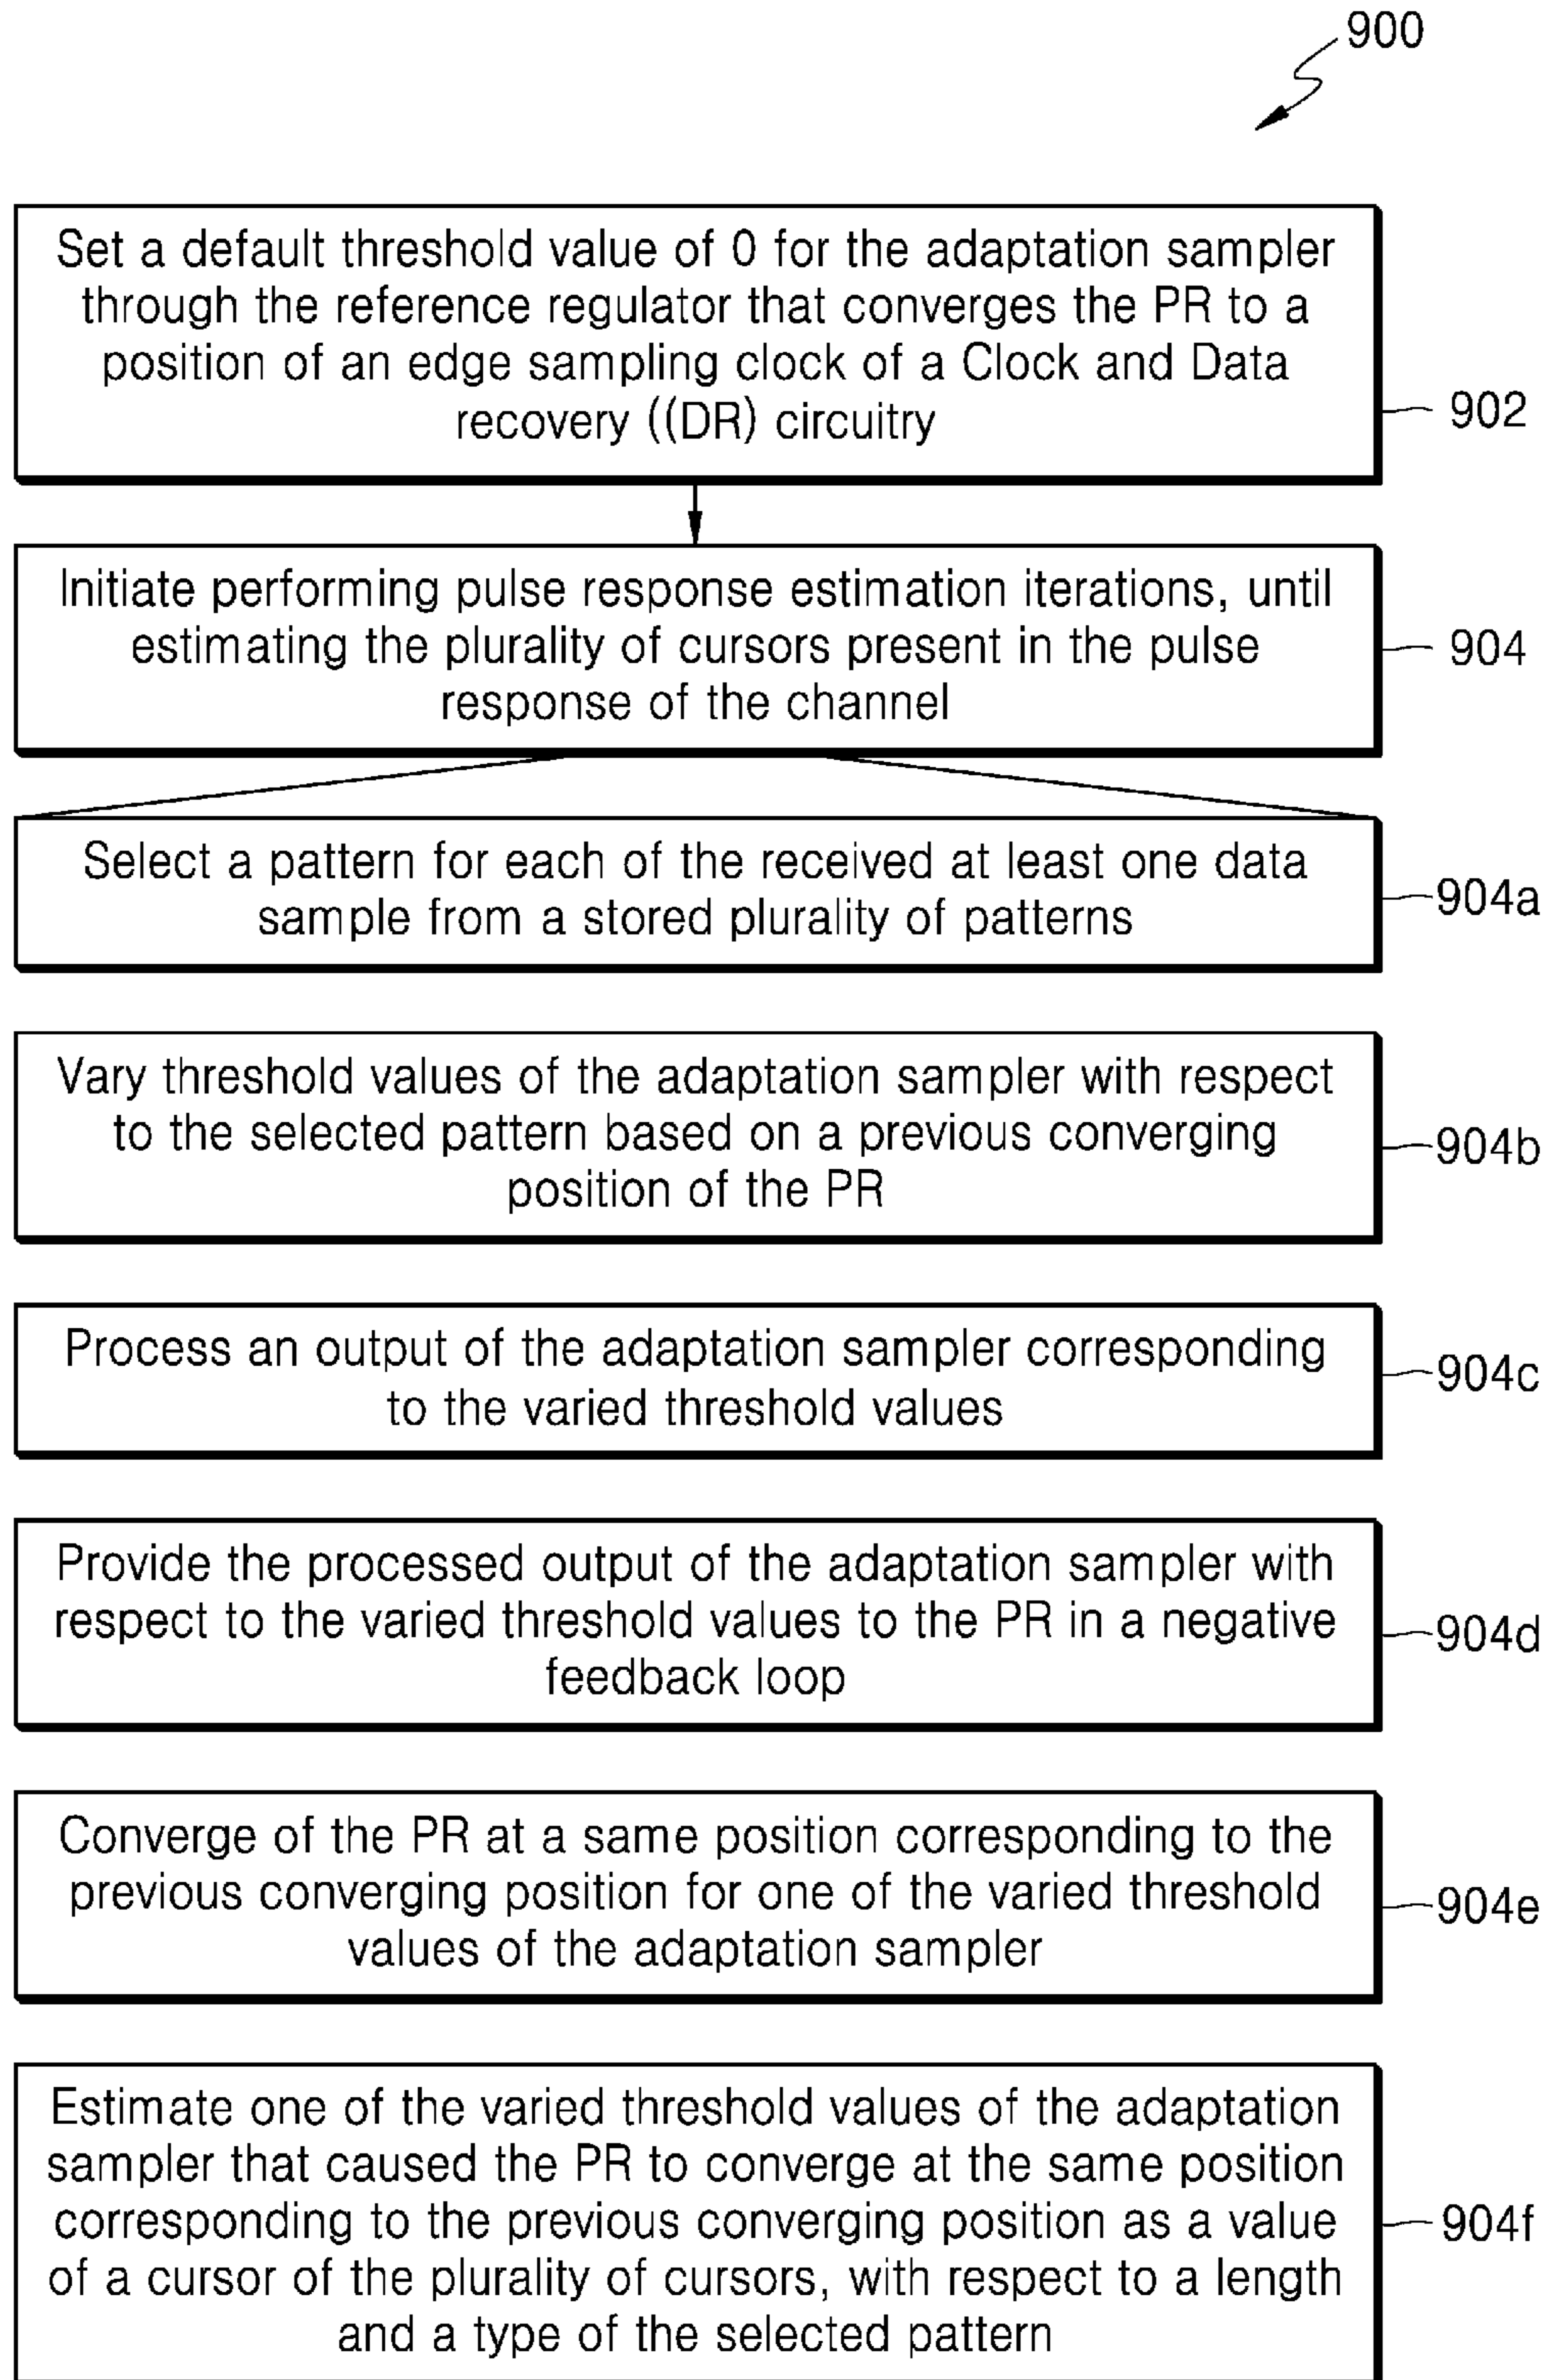 900
Set a default threshold value of 0 for the adaptation sampler
through the reference regulator that converges the PR to a
position of an edge sampling clock of a Clock and Data
recovery ((DR) circuitry
902
Initiate performing pulse response estimation iterations, until
estimating the plurality of cursors present in the pulse
response of the channel
904
Select a pattern for each of the received at least one data
sample from a stored plurality of patterns
904a
Vary threshold values of the adaptation sampler with respect
to the selected pattern based on a previous converging
position of the PR
904b
Process an output of the adaptation sampler corresponding
to the varied threshold values
904c
Provide the processed output of the adaptation sampler with
respect to the varied threshold values to the PR in a negative
feedback loop
904d
Converge of the PR at a same position corresponding to the
previous converging position for one of the varied threshold
values of the adaptation sampler
904e
Estimate one of the varied threshold values of the adaptation
sampler that caused the PR to converge at the same position
corresponding to the previous converging position as a value
of a cursor of the plurality of cursors, with respect to a length
and a type of the selected pattern
904f